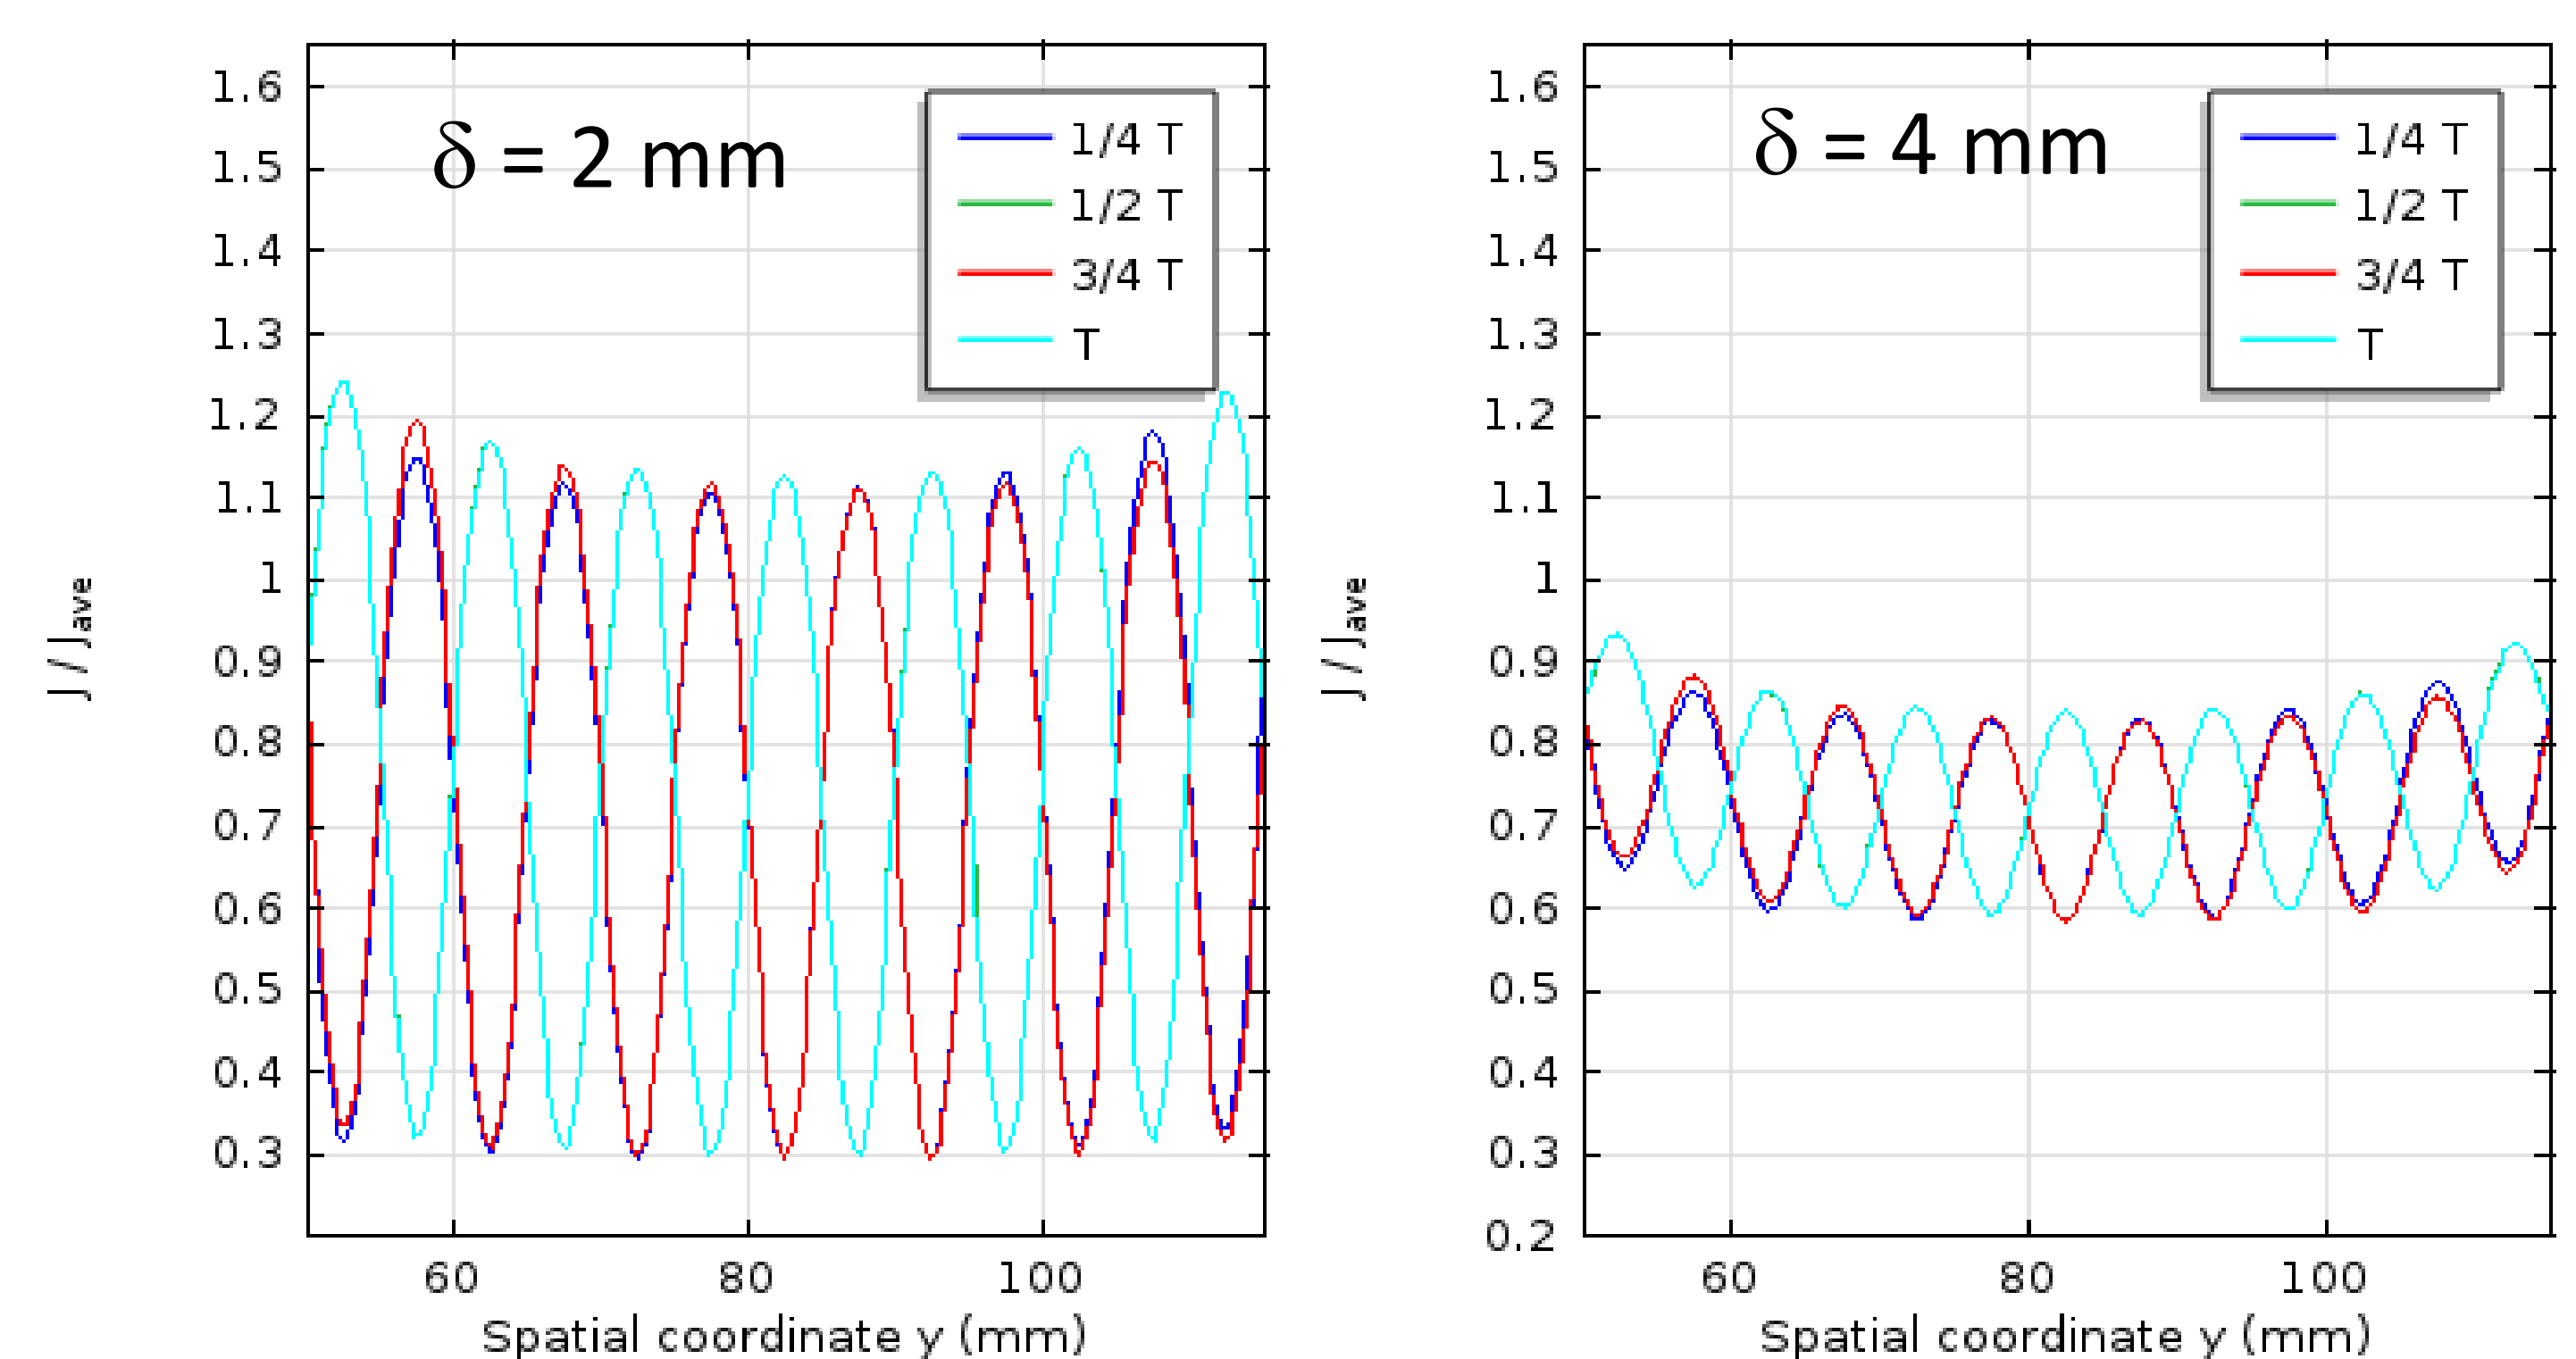 δ = 2 mm
1/4 T
1/2 T
3/4 T
T
1.6
1.5
1.4
1.3
1.2
1.1
1
0.9
0.8
0.7
0.6
0.5
0.4
0.3
60 80 100
Spatial coordinate y (mm)
J / Jave
δ = 4 mm
1/4 T
1/2 T
3/4 T
T
1.6
1.5
1.4
1.3
1.2
1.1
1
0.9
0.8
0.7
0.6
0.5
0.4
0.3
0.2
60 80 100
Spatial coordinate y (mm)
J / Jave